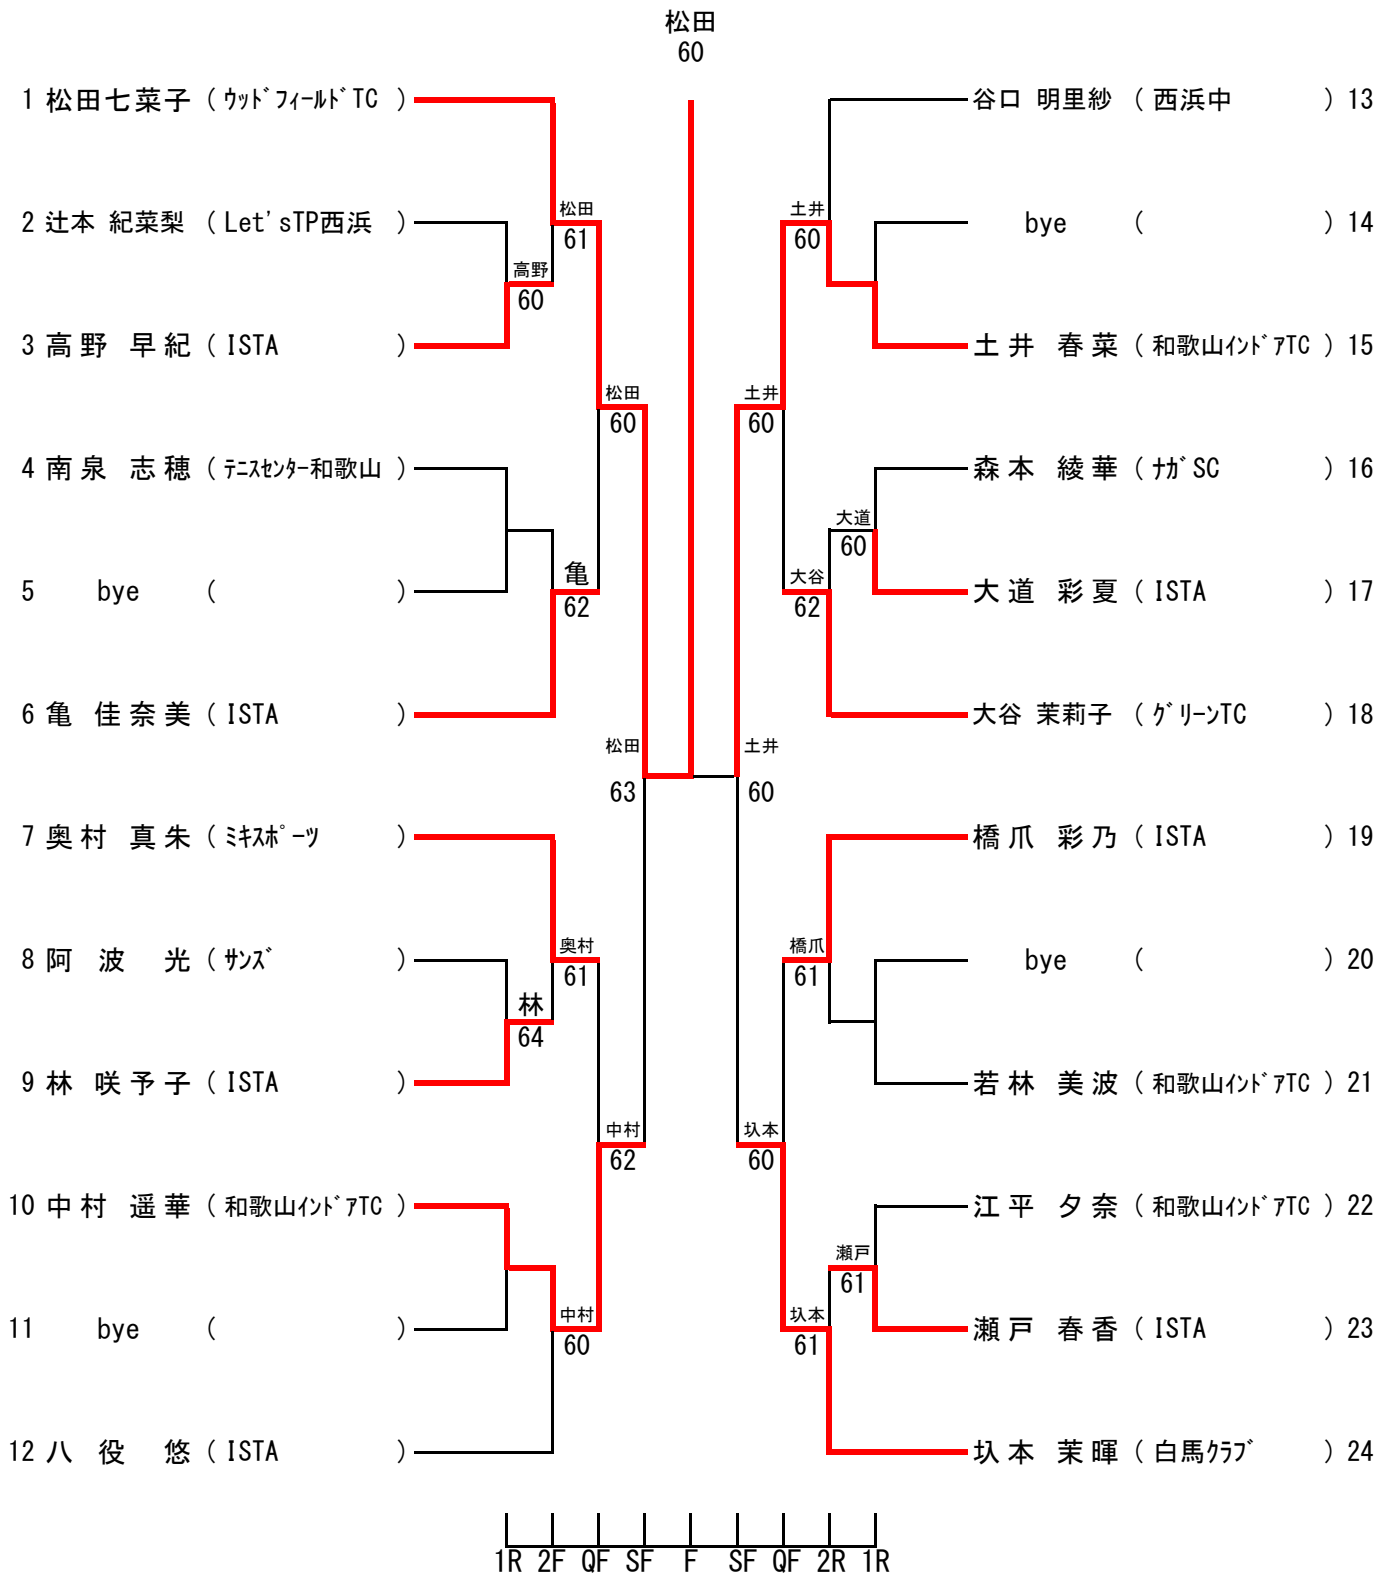 松田
60
1 松田七菜子 ( ウッドフィールドTC )
谷口 明里紗 ( 西浜中 ) 13
松田
61
土井
60
2 辻本 紀菜梨 ( Let'sTP西浜 )
bye ( ) 14
高野
60
3 高野 早紀 ( ISTA )
土井 春菜 ( 和歌山インドアTC ) 15
松田
60
土井
60
4 南泉 志穂 ( テニスセンター和歌山 )
森本 綾華 ( ナガSC ) 16
大道
60
5 bye ( )
亀
62
大谷
62
大道 彩夏 ( ISTA ) 17
6 亀 佳奈美 ( ISTA )
大谷 茉莉子 ( グリーンTC ) 18
松田
63
土井
60
7 奥村 真朱 ( ミキスポーツ )
橋爪 彩乃 ( ISTA ) 19
奥村
61
橋爪
61
8 阿波 光 ( サンズ )
bye ( ) 20
林
64
9 林 咲予子 ( ISTA )
若林 美波 ( 和歌山インドアTC ) 21
中村
62
圦本
60
10 中村 遥華 ( 和歌山インドアTC )
江平 夕奈 ( 和歌山インドアTC ) 22
瀬戸
61
11 bye ( )
中村
60
圦本
61
瀬戸 春香 ( ISTA ) 23
12 八役 悠 ( ISTA )
圦本 茉暉 ( 白馬クラブ ) 24
1R 2F QF SF F SF QF 2R 1R